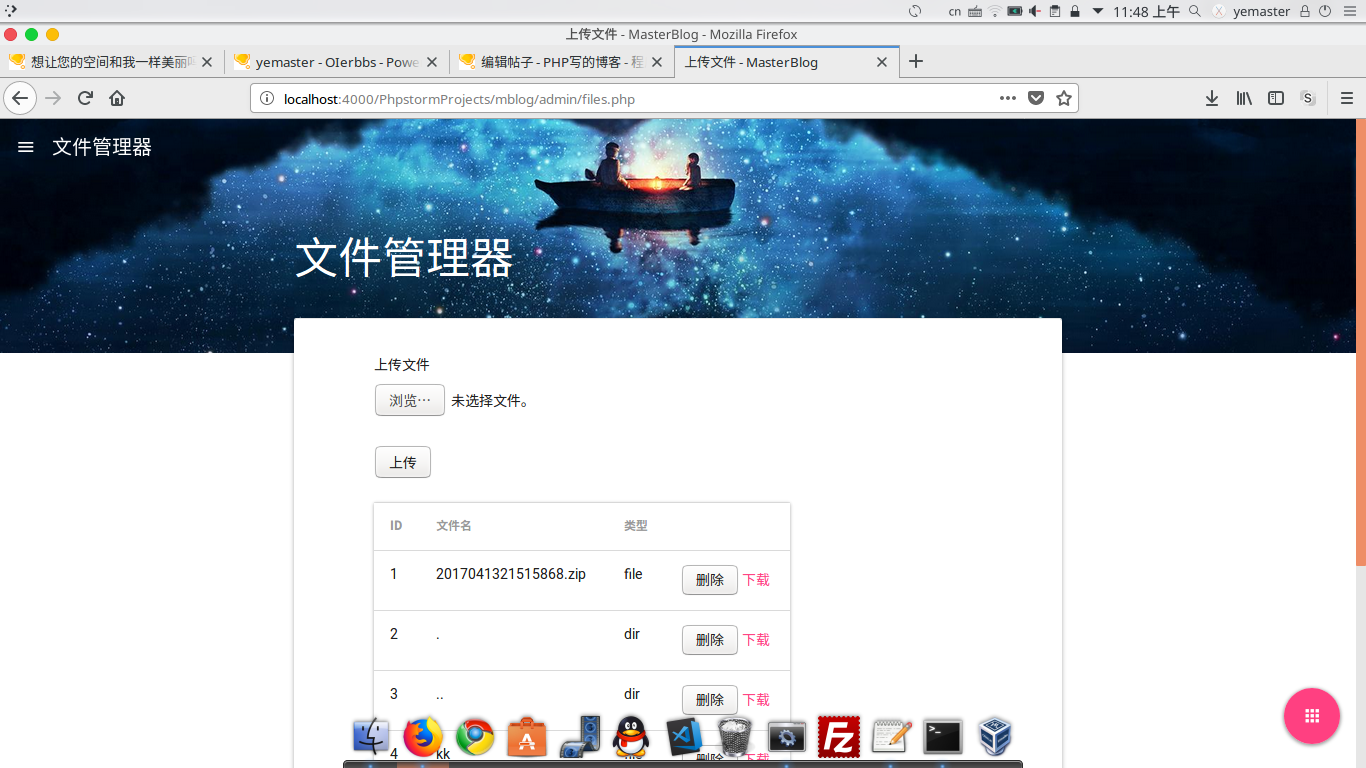 cn
11:48 上午
yemaster
上传文件 - MasterBlog - Mozilla Firefox
想让您的空间和我一样美丽
yemaster - OIerbbs - Powe
编辑帖子 - PHP写的博客 - 程
上传文件 - MasterBlog
localhost:4000/PhpstormProjects/mblog/admin/files.php
S
文件管理器
文件管理器
上传文件
浏览… 未选择文件。
上传
ID 文件名 类型
1 2017041321515868.zip file 删除 下载
2 . dir 删除 下载
3 .. dir 删除 下载
4 kk 删除 下载